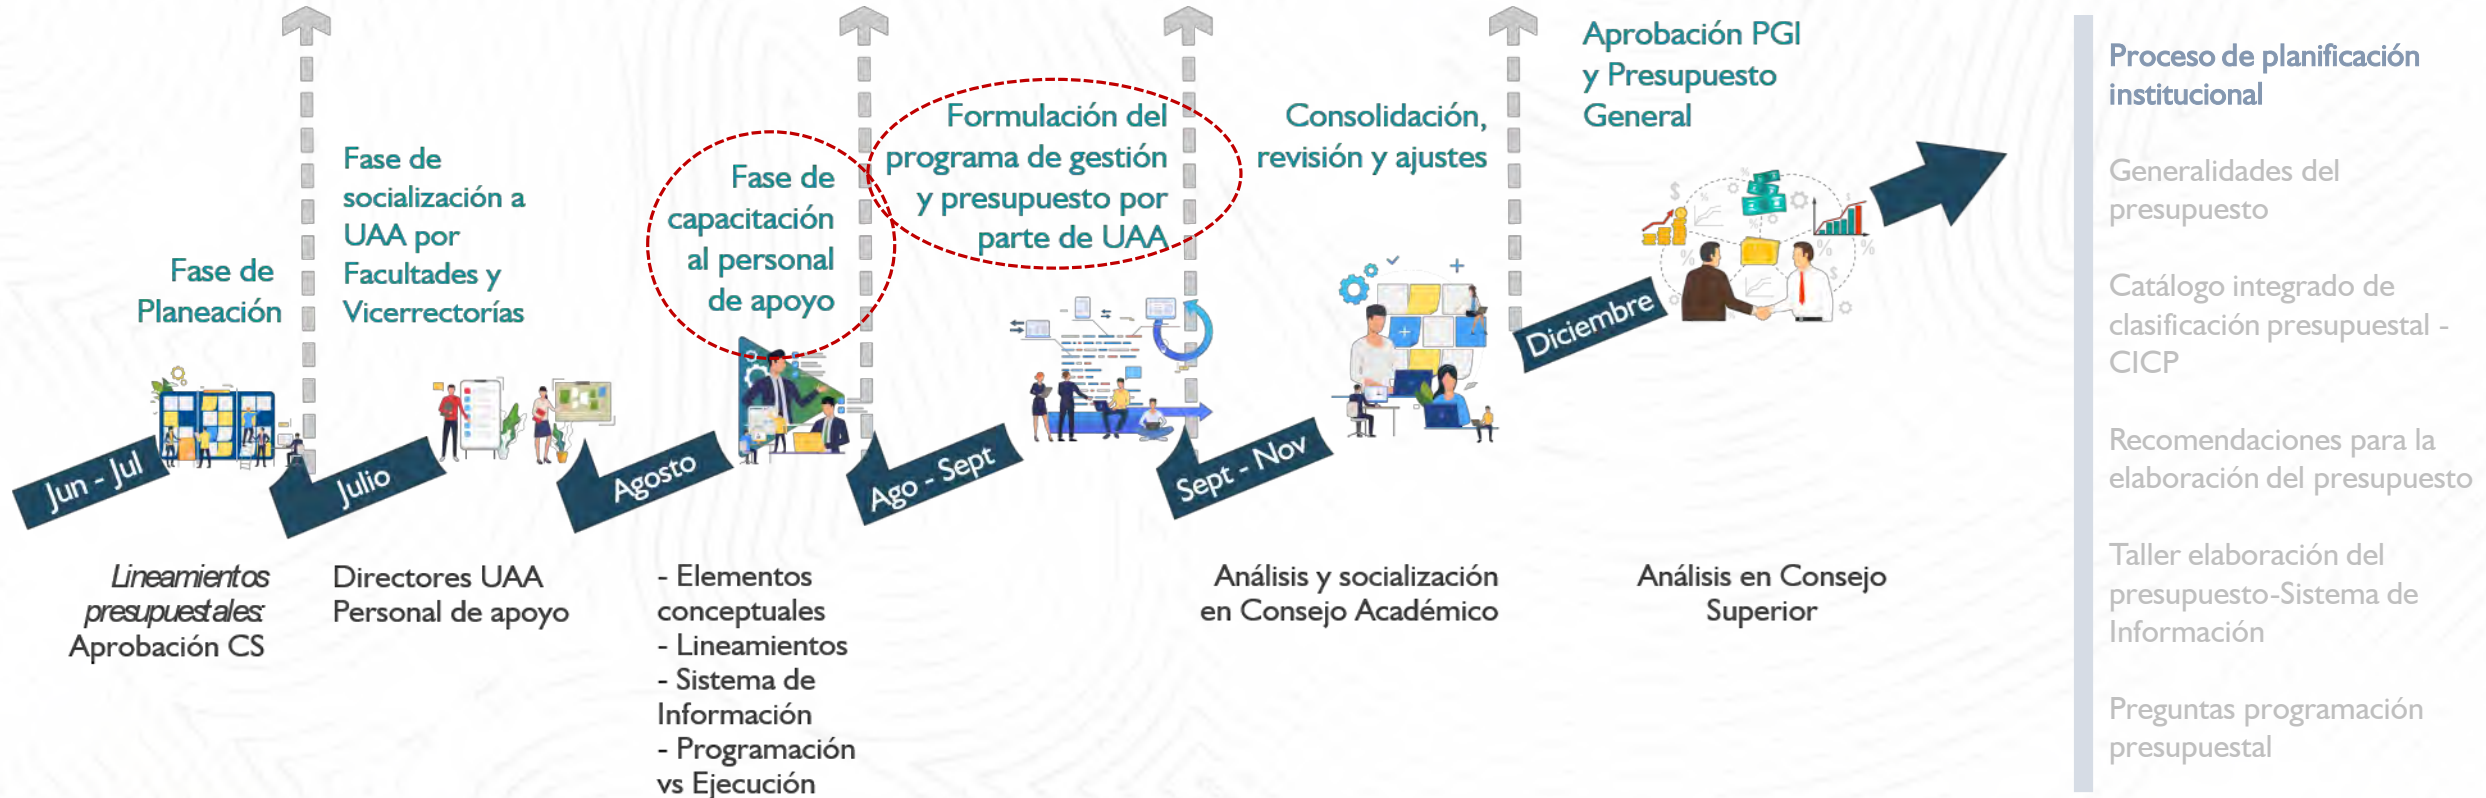 Fase de
Planeación
Fase de
socialización a
UAA por
Facultades y
Vicerrectorías
Fase de
capacitación
al personal
de apoyo
Formulación del
programa de gestión
y presupuesto por
parte de UAA
Consolidación,
revisión y ajustes
Aprobación PGI
y Presupuesto
General
Jun - Jul
Julio
Agosto
Ago - Sept
Sept - Nov
Diciembre
Lineamientos
presupuestales:
Aprobación CS
Directores UAA
Personal de apoyo
- Elementos
conceptuales
- Lineamientos
- Sistema de
Información
- Programación
vs Ejecución
Análisis y socialización
en Consejo Académico
Análisis en Consejo
Superior
Proceso de planificación
institucional
Generalidades del
presupuesto
Catálogo integrado de
clasificación presupuestal -
CICP
Recomendaciones para la
elaboración del presupuesto
Taller elaboración del
presupuesto-Sistema de
Información
Preguntas programación
presupuestal